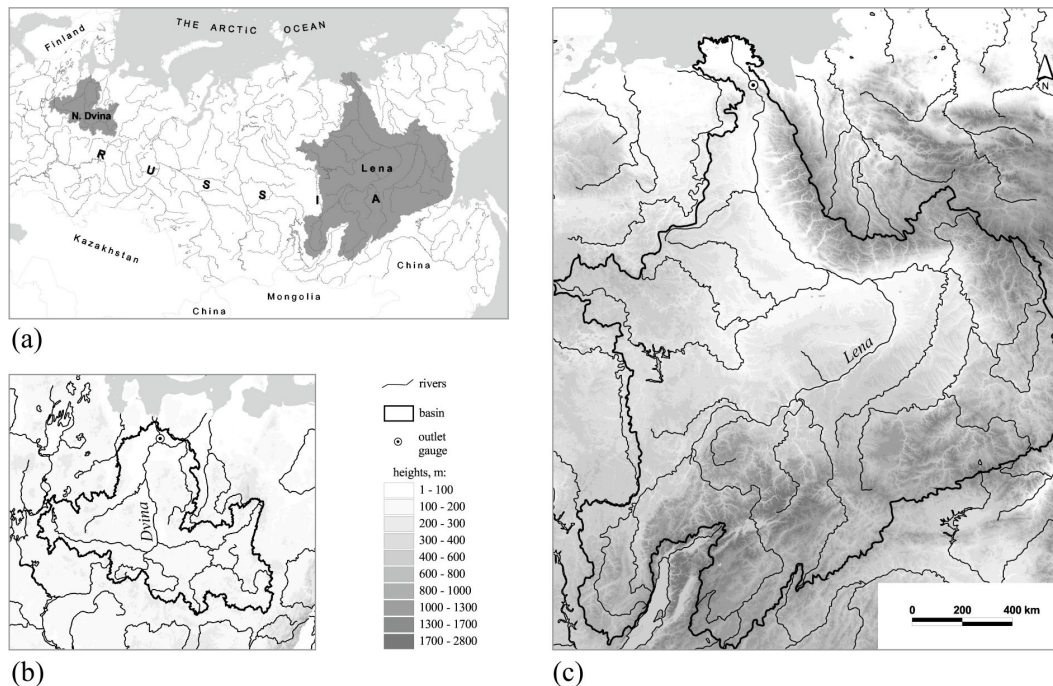 THE ARCTIC OCEAN
Finland
N. Dvina
R U S S I A
Lena
Kazakhstan
Mongolia
China
China
(a)
Dvina
(b)
rivers
basin
outlet
gauge
heights, m:
1 - 100
100 - 200
200 - 300
300 - 400
400 - 600
600 - 800
800 - 1000
1000 - 1300
1300 - 1700
1700 - 2800
N
Lena
0 200 400 km
(c)